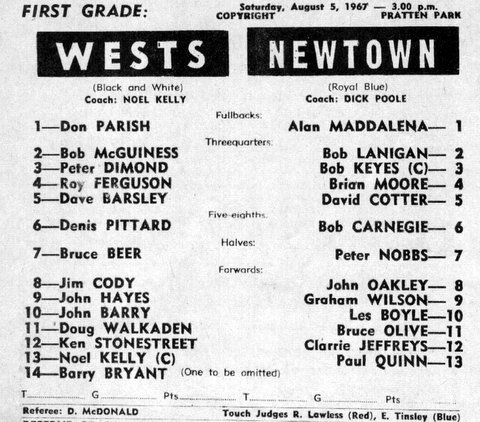 FIRST GRADE:
Saturday, August 5, 1967 — 3.00 p.m.
COPYRIGHT PRATTEN PARK
WESTS NEWTOWN
(Black and White) (Royal Blue)
Coach: NOEL KELLY Coach: DICK POOLE
Fullbacks:
1—Don PARISH Alan MADDALENA— 1
Threequarters:
2—Bob McGUINESS Bob LANIGAN— 2
3—Peter DIMOND Bob KEYES (C)— 3
4—Roy FERGUSON Brian MOORE— 4
5—Dave BARSLEY David COTTER— 5
Five-eighths:
6—Denis PITTARD Bob CARNEGIE— 6
Halves:
7—Bruce BEER Peter NOBBS— 7
Forwards:
8—Jim CODY John OAKLEY— 8
9—John HAYES Graham WILSON— 9
10—John BARRY Les BOYLE—10
11—Doug WALKADEN Bruce OLIVE—11
12—Ken STONESTREET Clarrie JEFFREYS—12
13—Noel KELLY (C) Paul QUINN—13
14—Barry BRYANT (One to be omitted)
T............ G............ Pts............ T............ G............ Pts............
Referee: D. McDONALD Touch Judges R. Lawless (Red), E. Tinsley (Blue)